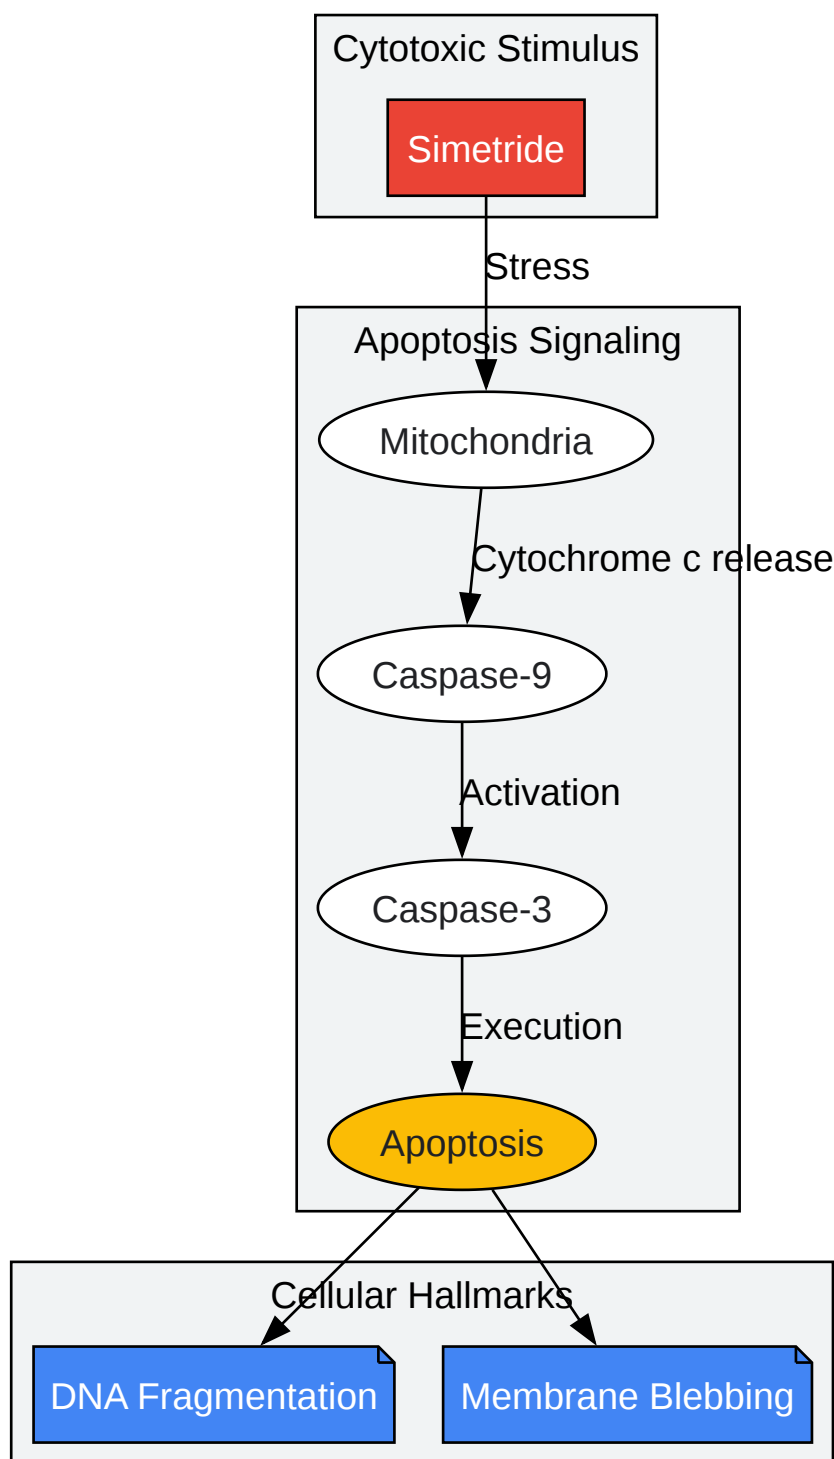 Cytotoxic Stimulus
Simetride
Stress
Apoptosis Signaling
Mitochondria
Cytochrome c release
Caspase-9
Activation
Caspase-3
Execution
Apoptosis
Cellular Hallmarks
DNA Fragmentation
Membrane Blebbing